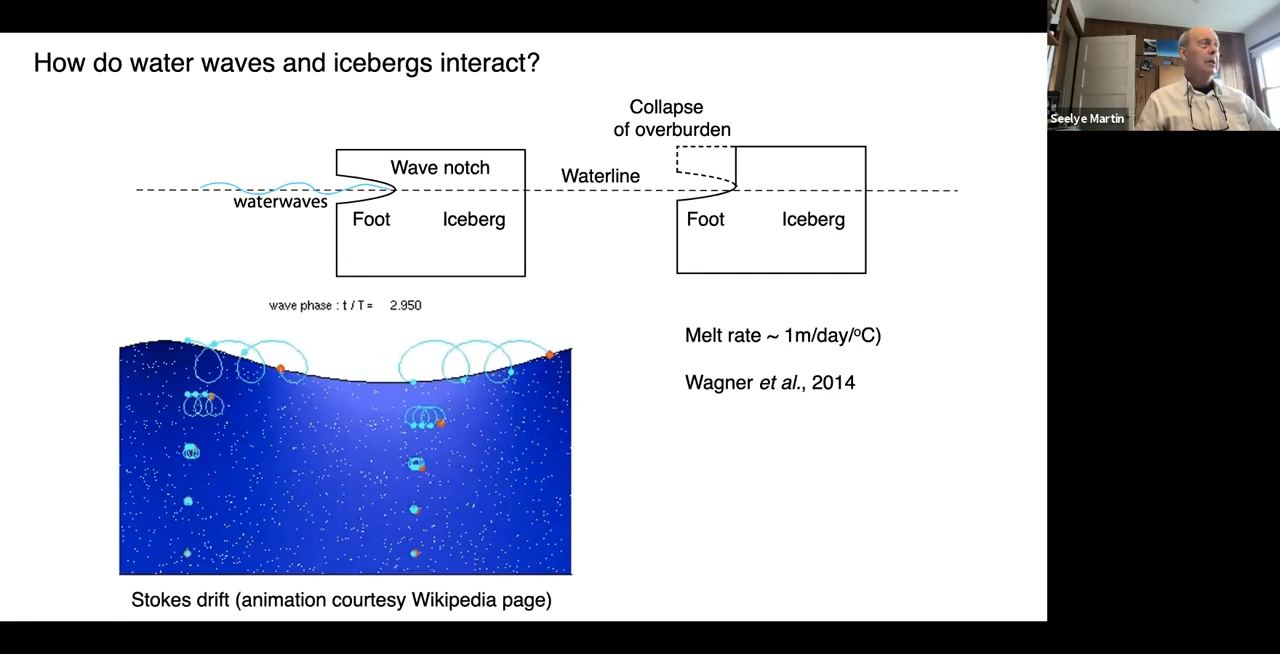 How do water waves and icebergs interact?
Seelye Martin
Collapse
of overburden
Wave notch
Waterline
waterwaves
Foot
Iceberg
Foot
Iceberg
wave phase : t / T = 2.950
Melt rate ~ 1m/day/ºC)
Wagner et al., 2014
Stokes drift (animation courtesy Wikipedia page)